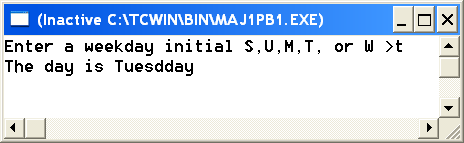 (Inactive C:\TCWIN\BIN\MAJ1PB1.EXE)
Enter a weekday initial S,U,M,T, or W >t
The day is Tuesdday